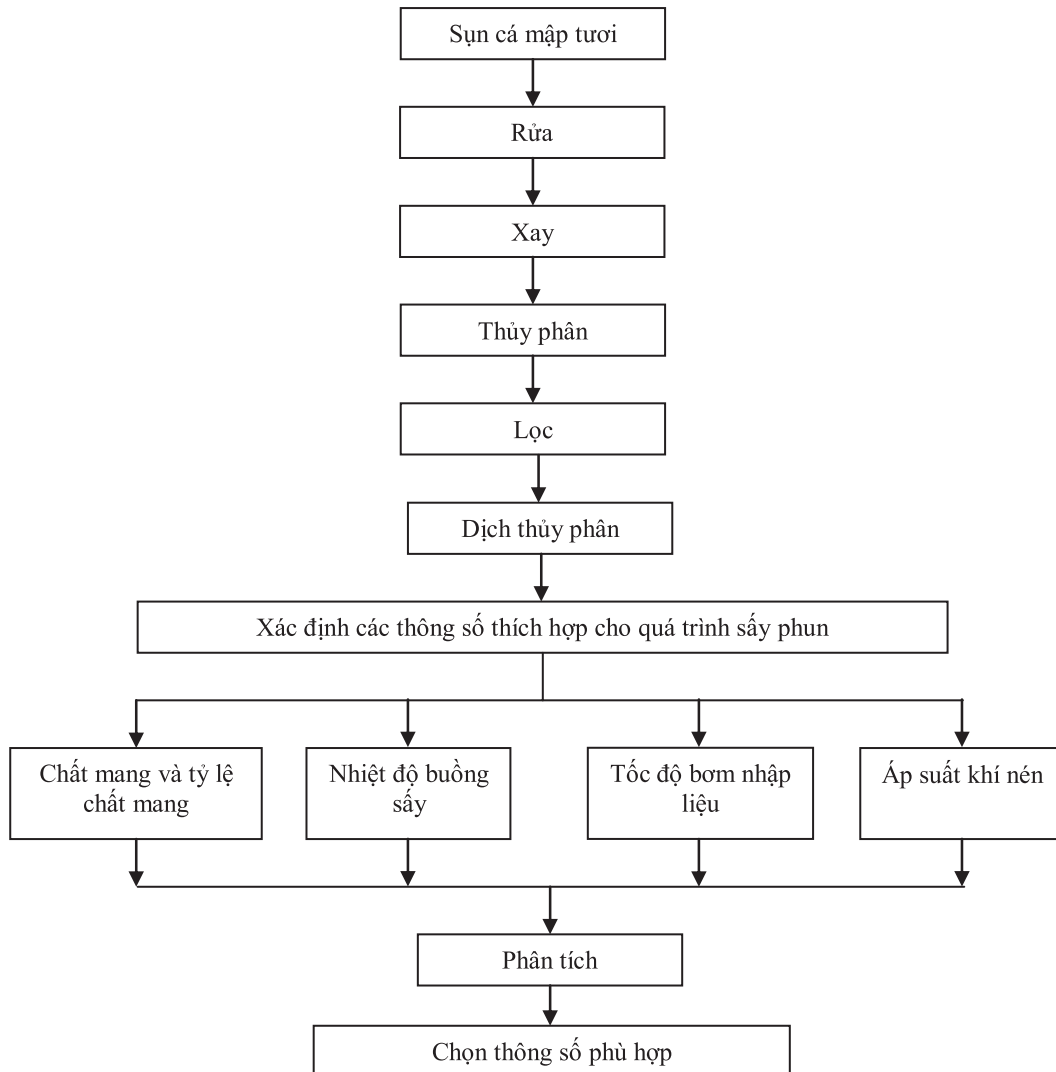 Sụn cá mập tươi
Rửa
Xay
Thủy phân
Lọc
Dịch thủy phân
Xác định các thông số thích hợp cho quá trình sấy phun
Chất mang và tỷ lệ
chất mang
Nhiệt độ buồng
sấy
Tốc độ bơm nhập
liệu
Áp suất khí nén
Phân tích
Chọn thông số phù hợp